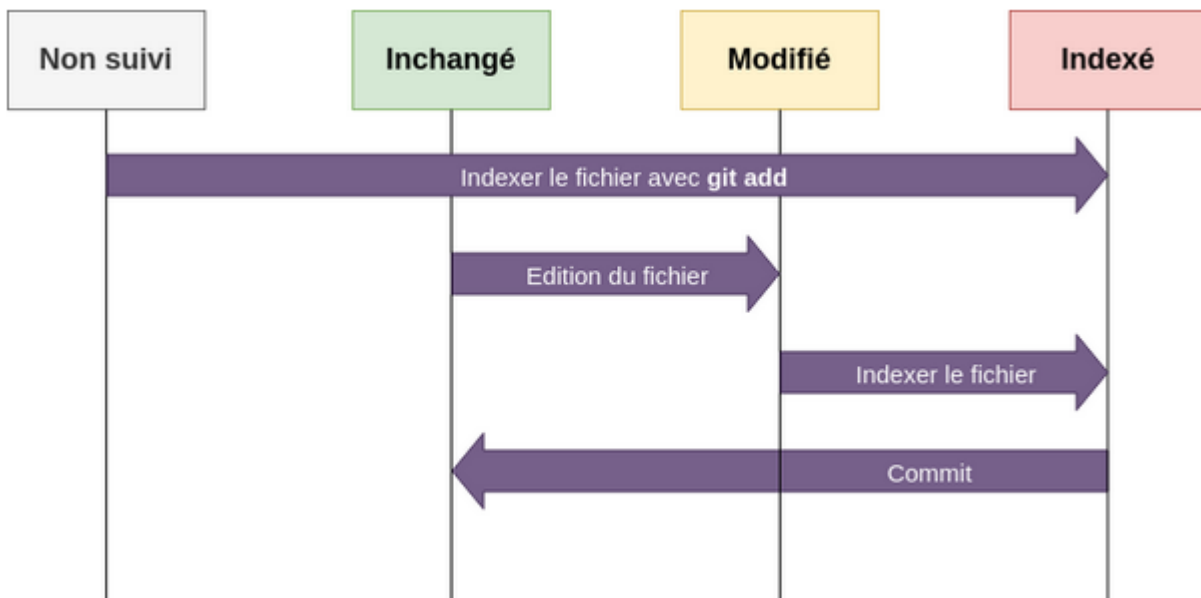 Non suivi
Inchangé
Modifié
Indexé
Indexer le fichier avec git add
Edition du fichier
Indexer le fichier
Commit